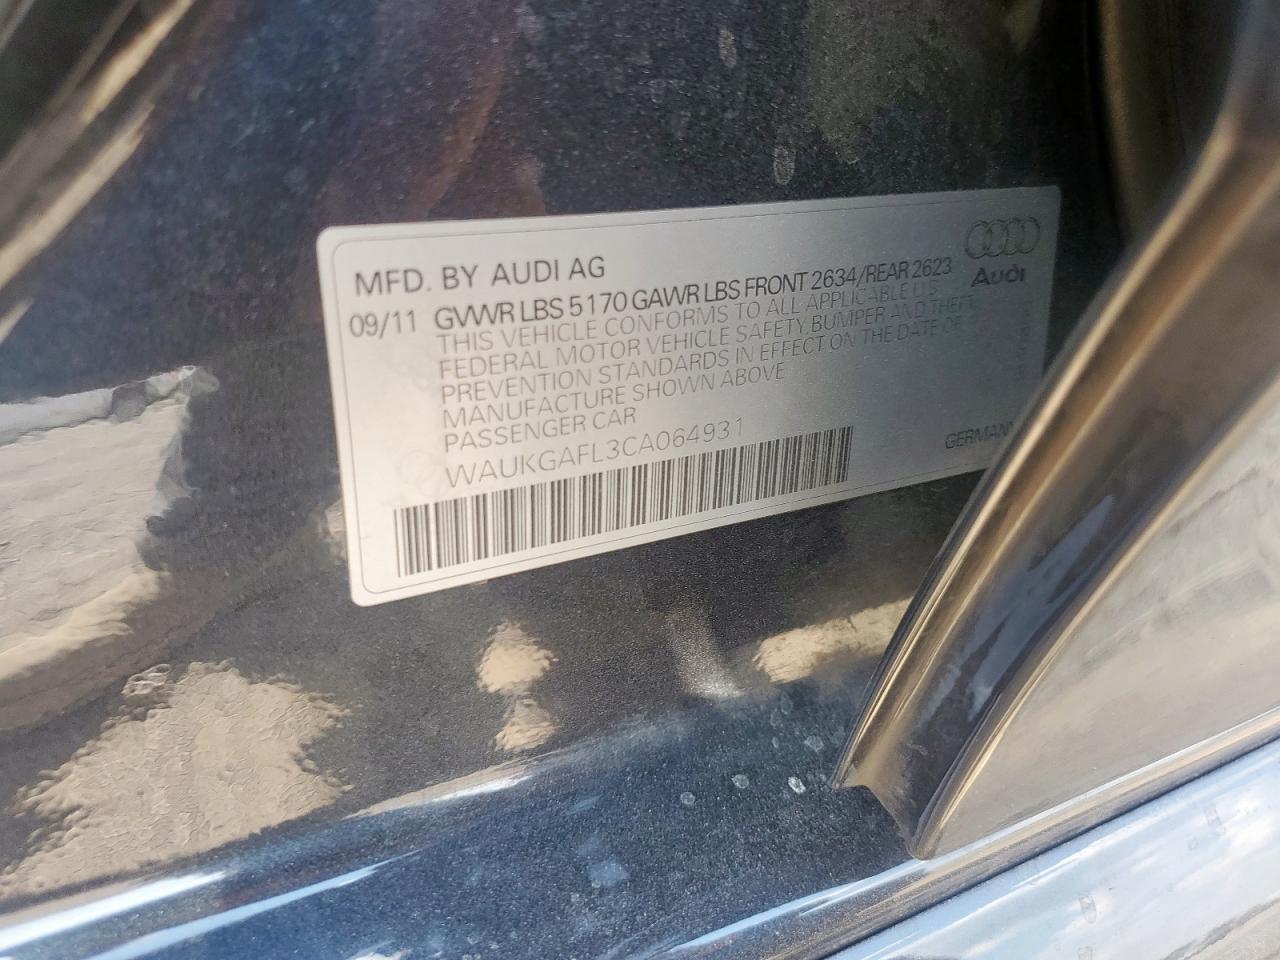 MFD. BY AUDI AG
Audi
09/11 GVWR LBS 5170 GAWR LBS FRONT 2634/REAR 2623
THIS VEHICLE CONFORMS TO ALL APPLICABLE U.S.
FEDERAL MOTOR VEHICLE SAFETY, BUMPER AND THEFT
PREVENTION STANDARDS IN EFFECT ON THE DATE OF
MANUFACTURE SHOWN ABOVE
PASSENGER CAR
WAUKGAFL3CA064931
GERMANY